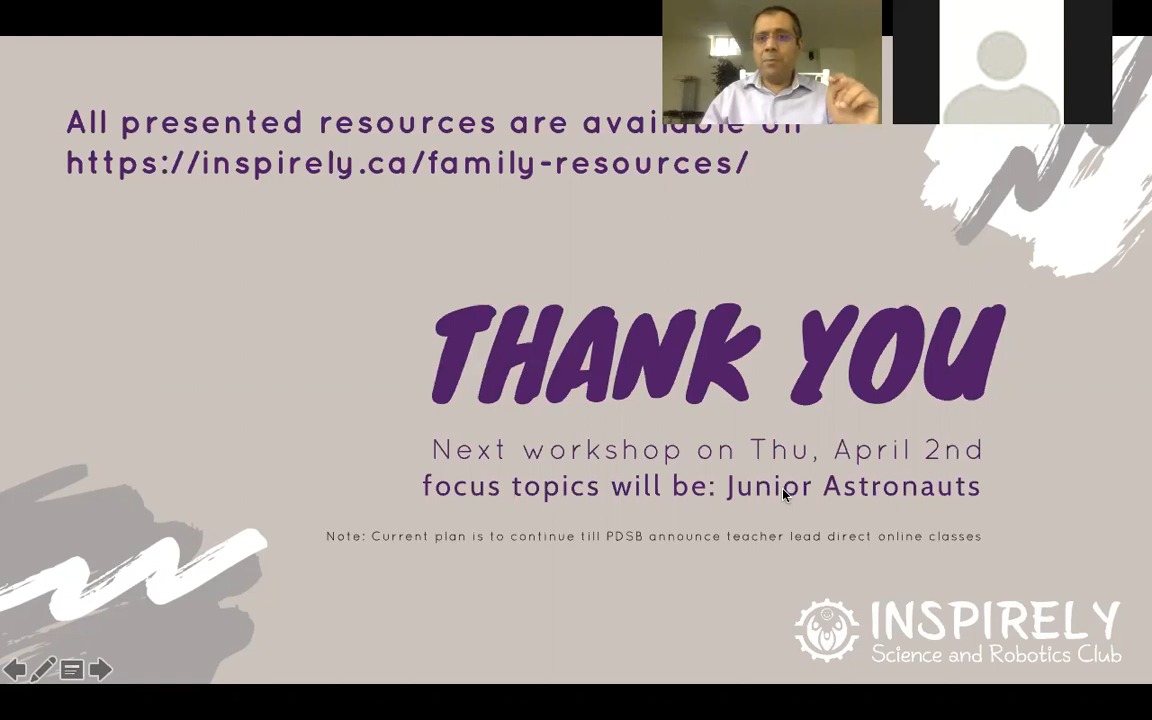 All presented resources are available on
https://inspirely.ca/family-resources/
THANK YOU
Next workshop on Thu, April 2nd
focus topics will be: Junior Astronauts
Note: Current plan is to continue till PDSB announce teacher lead direct online classes
INSPIRELY
Science and Robotics Club